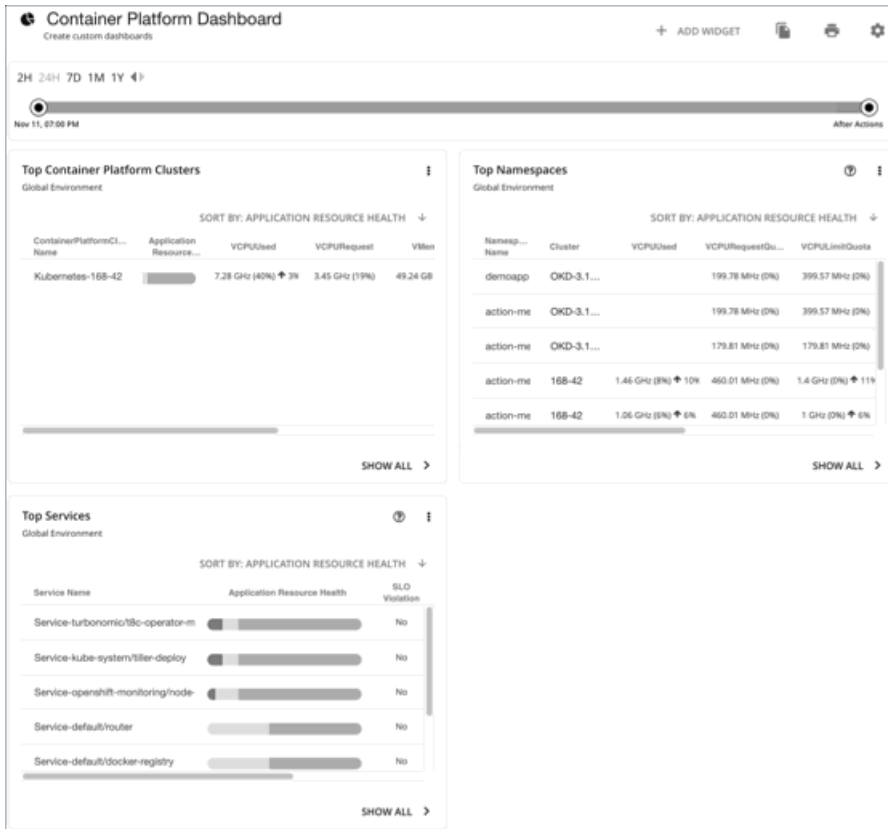 Container Platform Dashboard
Create custom dashboards
+ ADD WIDGET
2H 24H 7D 1M 1Y
Nov 11, 07:00 PM
After Actions
Top Container Platform Clusters
Global Environment
SORT BY: APPLICATION RESOURCE HEALTH ↓
ContainerPlatformCl... Name Application Resource... VCPUUsed VCPURequest VMem
Kubernetes-168-42 7.28 GHz (40%) ↑ 3% 3.45 GHz (19%) 49.24 GB
SHOW ALL >
Top Namespaces
Global Environment
SORT BY: APPLICATION RESOURCE HEALTH ↓
Namesp... Name Cluster VCPUUsed VCPURequestQu... VCPULimitQuota
demoapp OKD-3.1... 199.78 MHz (0%) 399.57 MHz (0%)
action-me OKD-3.1... 199.78 MHz (0%) 399.57 MHz (0%)
action-me OKD-3.1... 179.81 MHz (0%) 179.81 MHz (0%)
action-me 168-42 1.46 GHz (8%) ↑ 10% 460.01 MHz (0%) 1.4 GHz (0%) ↑ 11%
action-me 168-42 1.06 GHz (6%) ↑ 6% 460.01 MHz (0%) 1 GHz (0%) ↑ 6%
SHOW ALL >
Top Services
Global Environment
SORT BY: APPLICATION RESOURCE HEALTH ↓
Service Name Application Resource Health SLO Violation
Service-turbonomic/t8c-operator-m No
Service-kube-system/tiller-deploy No
Service-openshift-monitoring/node- No
Service-default/router No
Service-default/docker-registry No
SHOW ALL >